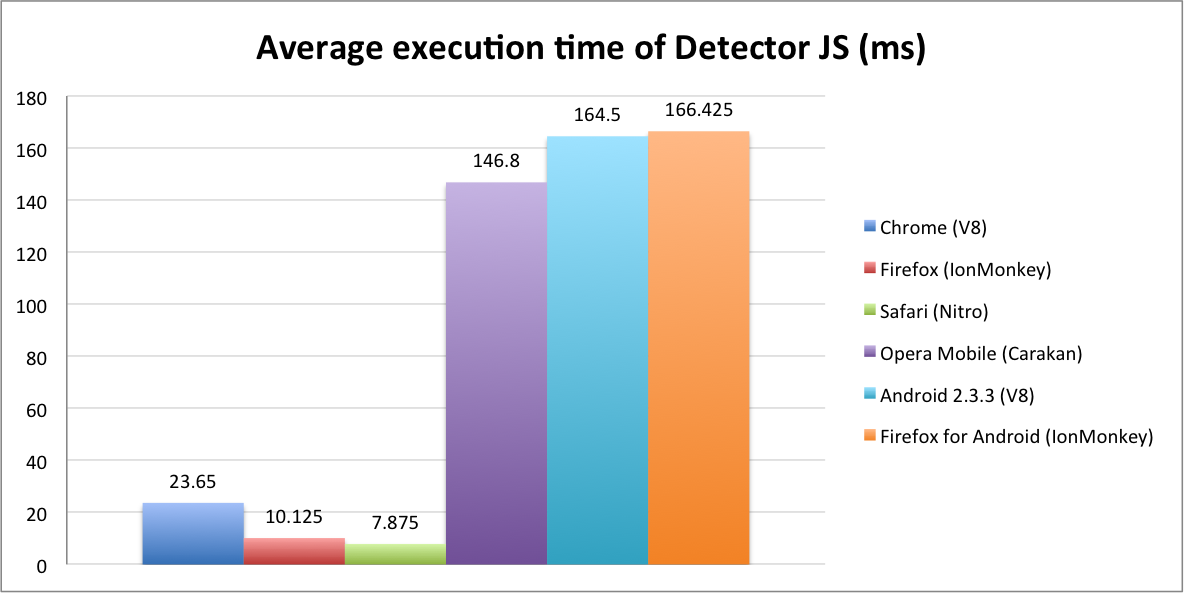 Average execution time of Detector JS (ms)
180
160
140
120
100
80
60
40
20
0
23.65
10.125
7.875
146.8
164.5
166.425
Chrome (V8)
Firefox (IonMonkey)
Safari (Nitro)
Opera Mobile (Carakan)
Android 2.3.3 (V8)
Firefox for Android (IonMonkey)